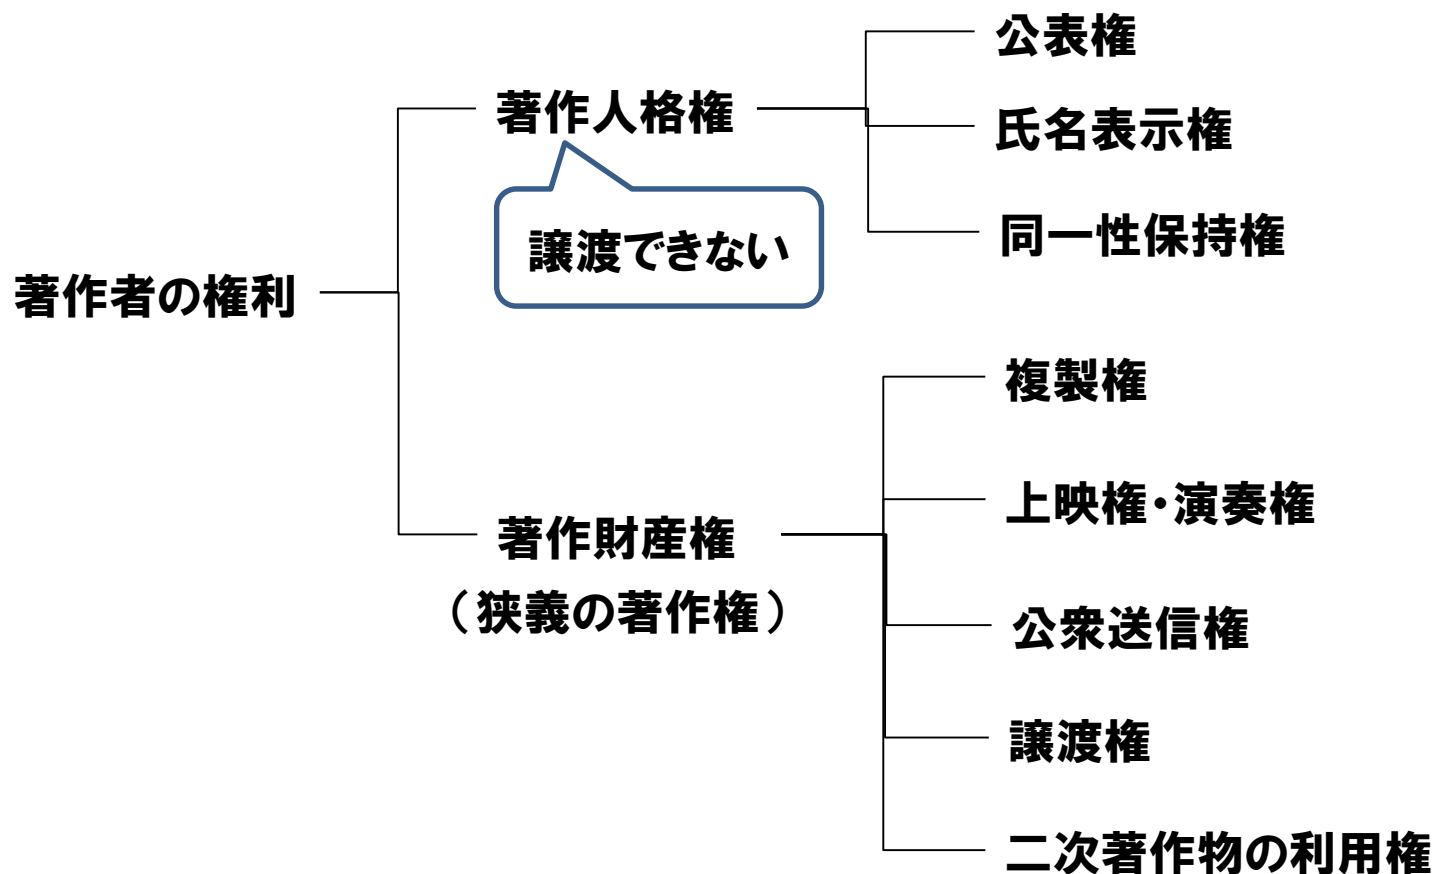 公表権
著作人格権
氏名表示権
譲渡できない
同一性保持権
著作者の権利
複製権
上映権・演奏権
著作財産権
（狭義の著作権）
公衆送信権
譲渡権
二次著作物の利用権